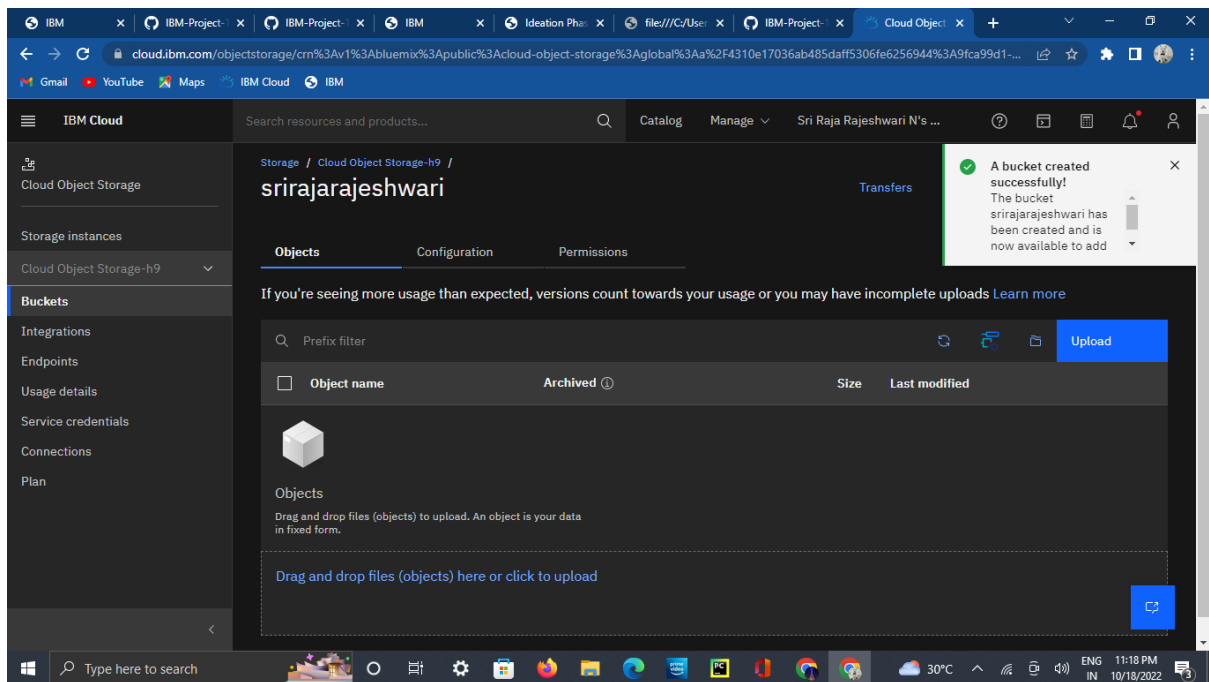 IBM
IBM-Project-1
IBM-Project-1
IBM
Ideation Phas
file:///C:/User
IBM-Project-1
Cloud Object
cloud.ibm.com/objectstorage/crn%3Av1%3Abluemix%3Apublic%3Acloud-object-storage%3Aglobal%3Aa%2F4310e17036ab485daff5306fe6256944%3A9fca99d1-...
Gmail
YouTube
Maps
IBM Cloud
IBM
IBM Cloud
Search resources and products...
Catalog
Manage
Sri Raja Rajeshwari N's ...
Cloud Object Storage
Storage instances
Cloud Object Storage-h9
Buckets
Integrations
Endpoints
Usage details
Service credentials
Connections
Plan
Storage / Cloud Object Storage-h9 /
srirajarajeshwari
Transfers
A bucket created
successfully!
The bucket
srirajarajeshwari has
been created and is
now available to add
Objects
Configuration
Permissions
If you're seeing more usage than expected, versions count towards your usage or you may have incomplete uploads Learn more
Prefix filter
Upload
Object name
Archived
Size
Last modified
Objects
Drag and drop files (objects) to upload. An object is your data
in fixed form.
Drag and drop files (objects) here or click to upload
Type here to search
30°C
ENG
IN
11:18 PM
10/18/2022
3